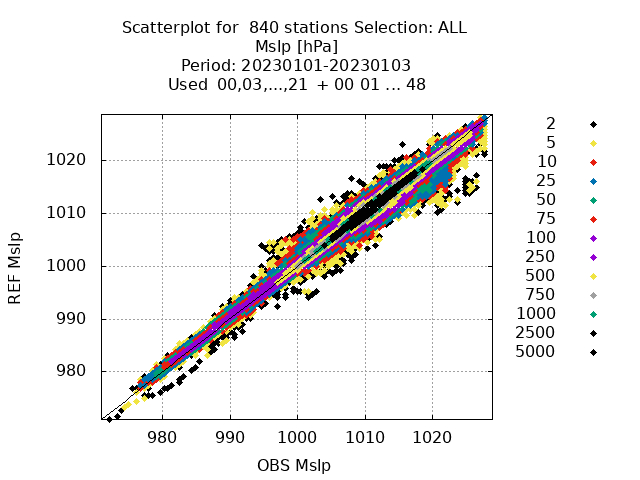 Scatterplot for 840 stations Selection: ALL
Mslp [hPa]
Period: 20230101-20230103
Used 00,03,...,21 + 00 01 ... 48
REF Mslp
1020
1010
1000
990
980
980 990 1000 1010 1020
OBS Mslp
2
5
10
25
50
75
100
250
500
750
1000
2500
5000